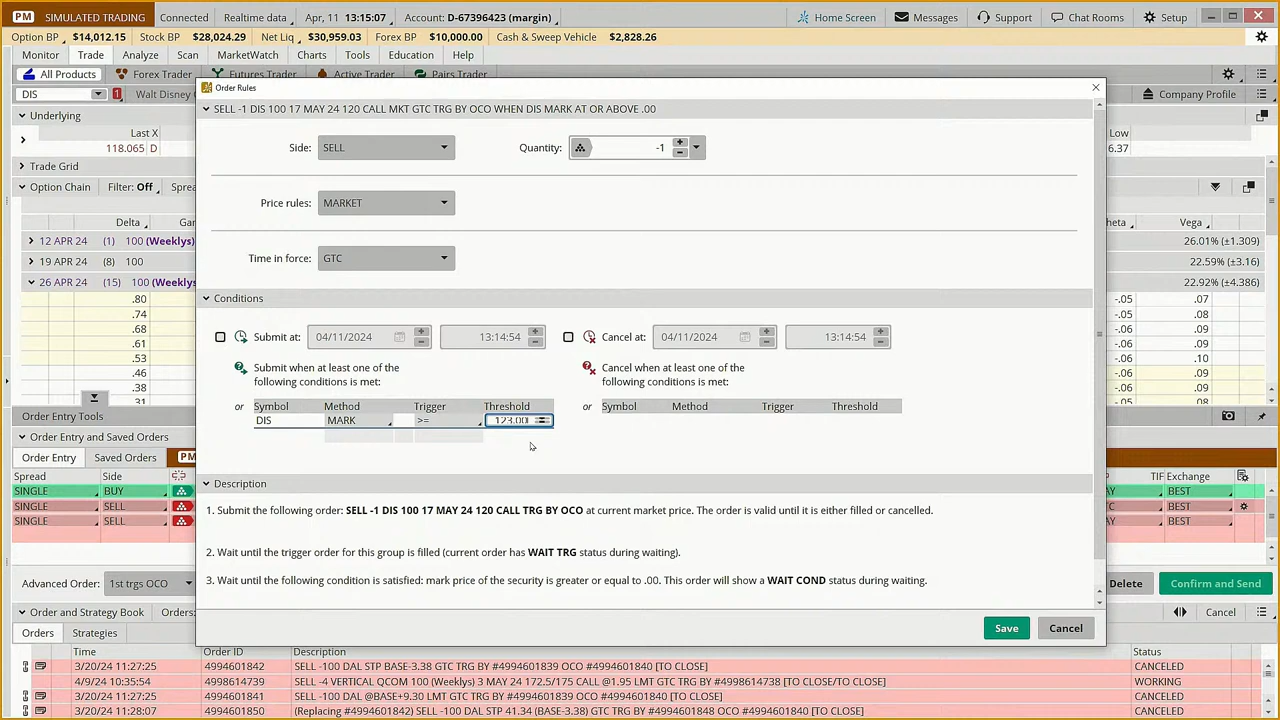 PM SIMULATED TRADING Connected Realtime data Apr, 11 13:15:07 Account: D-67396423 (margin) Home Screen Messages Support Chat Rooms Setup
Option BP $14,012.15 Stock BP $28,024.29 Net Liq $30,959.03 Forex BP $10,000.00 Cash & Sweep Vehicle $2,828.26
Monitor Trade Analyze Scan MarketWatch Charts Tools Education Help
All Products Forex Trader Futures Trader Active Trader Pairs Trader
DIS 1 Walt Disney Company Profile
Order Rules
SELL -1 DIS 100 17 MAY 24 120 CALL MKT GTC TRG BY OCO WHEN DIS MARK AT OR ABOVE .00
Underlying
Last X Low
118.065 D 6.37
Side: SELL Quantity: -1
Trade Grid
Option Chain Filter: Off
Price rules: MARKET
Delta Vega
12 APR 24 (1) 100 (Weeklys) 26.01% (±1.309)
Time in force: GTC
19 APR 24 (8) 100 22.59% (±3.16)
26 APR 24 (15) 100 (Weeklys 22.92% (±4.386)
Conditions
.80 -.05 .07
.74 -.05 .08
.68 -.06 .09
.61 -.06 .09
.53 -.06 .10
.46 -.06 .09
.38 -.06 .09
.31 -.05 .09
Submit at: 04/11/2024 13:14:54 Cancel at: 04/11/2024 13:14:54
Submit when at least one of the following conditions is met:
Cancel when at least one of the following conditions is met:
or Symbol Method Trigger Threshold or Symbol Method Trigger Threshold
DIS MARK >= 123.00
Order Entry Tools
Order Entry and Saved Orders
Order Entry Saved Orders PM
Spread Side TIF Exchange
SINGLE BUY AY BEST
SINGLE SELL TC BEST
SINGLE SELL AY BEST
Description
1. Submit the following order: SELL -1 DIS 100 17 MAY 24 120 CALL TRG BY OCO at current market price. The order is valid until it is either filled or cancelled.
2. Wait until the trigger order for this group is filled (current order has WAIT TRG status during waiting).
3. Wait until the following condition is satisfied: mark price of the security is greater or equal to .00. This order will show a WAIT COND status during waiting.
Advanced Order: 1st trgs OCO Delete Confirm and Send
Save Cancel
Order and Strategy Book Orders: Cancel
Orders Strategies
Time Order ID Description Status
3/20/24 11:27:25 4994601842 SELL -100 DAL STP BASE-3.38 GTC TRG BY #4994601839 OCO #4994601840 [TO CLOSE] CANCELED
4/9/24 10:35:54 4998614739 SELL -4 VERTICAL QCOM 100 (Weeklys) 3 MAY 24 172.5/175 CALL @1.95 LMT GTC TRG BY #4998614738 [TO CLOSE/TO CLOSE] WORKING
3/20/24 11:27:25 4994601841 SELL -100 DAL @BASE+9.30 LMT GTC TRG BY #4994601839 OCO #4994601840 [TO CLOSE] CANCELED
3/20/24 11:28:07 4994601850 (Replacing #4994601842) SELL -100 DAL STP 41.34 (BASE-3.38) GTC TRG BY #4994601848 OCO #4994601840 [TO CLOSE] CANCELED